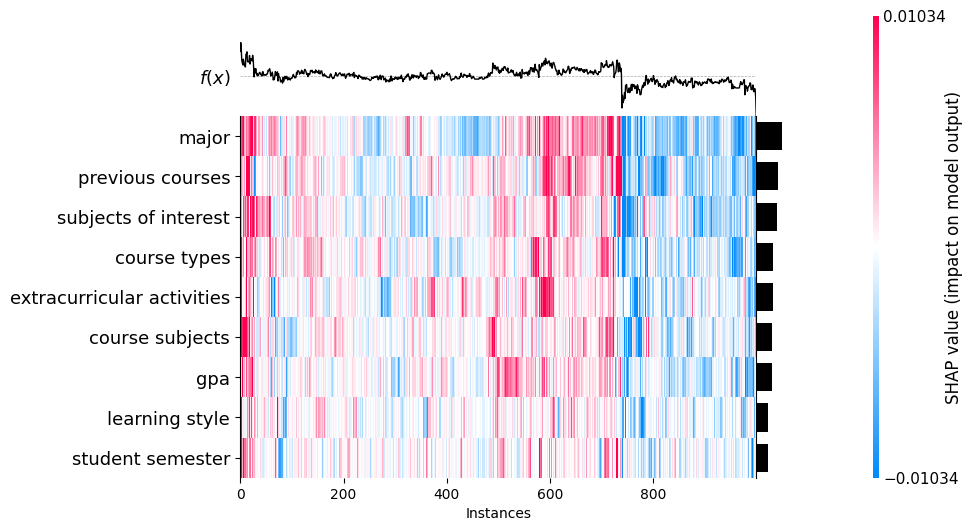 0.01034
f(x)
major
previous courses
subjects of interest
course types
extracurricular activities
course subjects
gpa
learning style
student semester
0 200 400 600 800
Instances
SHAP value (impact on model output)
−0.01034